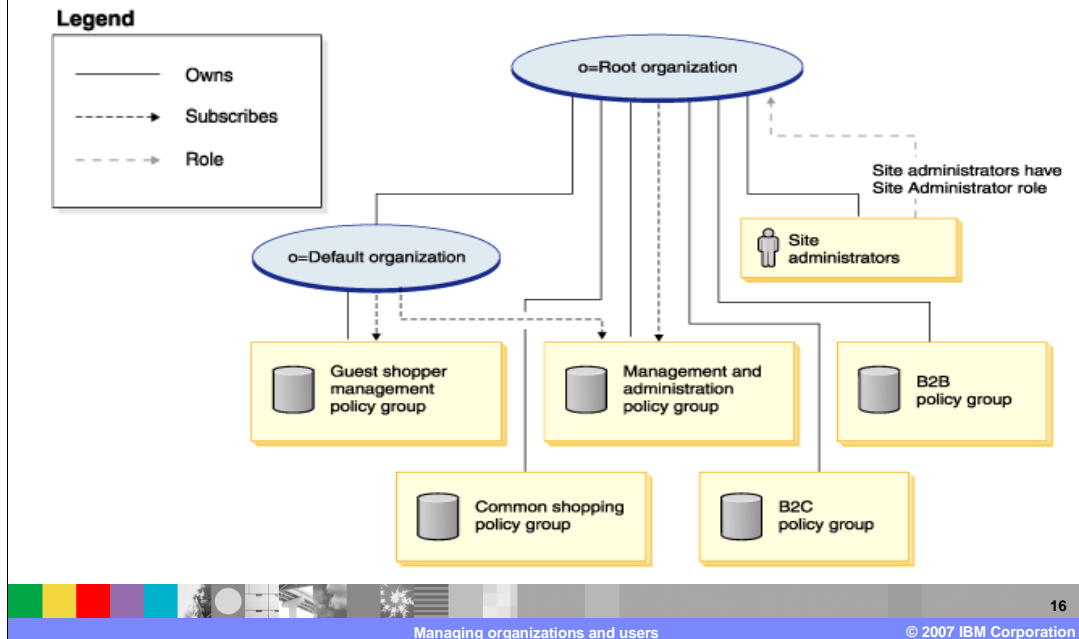 Legend
Owns
Subscribes
Role
o=Root organization
Site administrators have
Site Administrator role
Site
administrators
o=Default organization
Guest shopper
management
policy group
Management and
administration
policy group
B2B
policy group
Common shopping
policy group
B2C
policy group
16
Managing organizations and users
© 2007 IBM Corporation